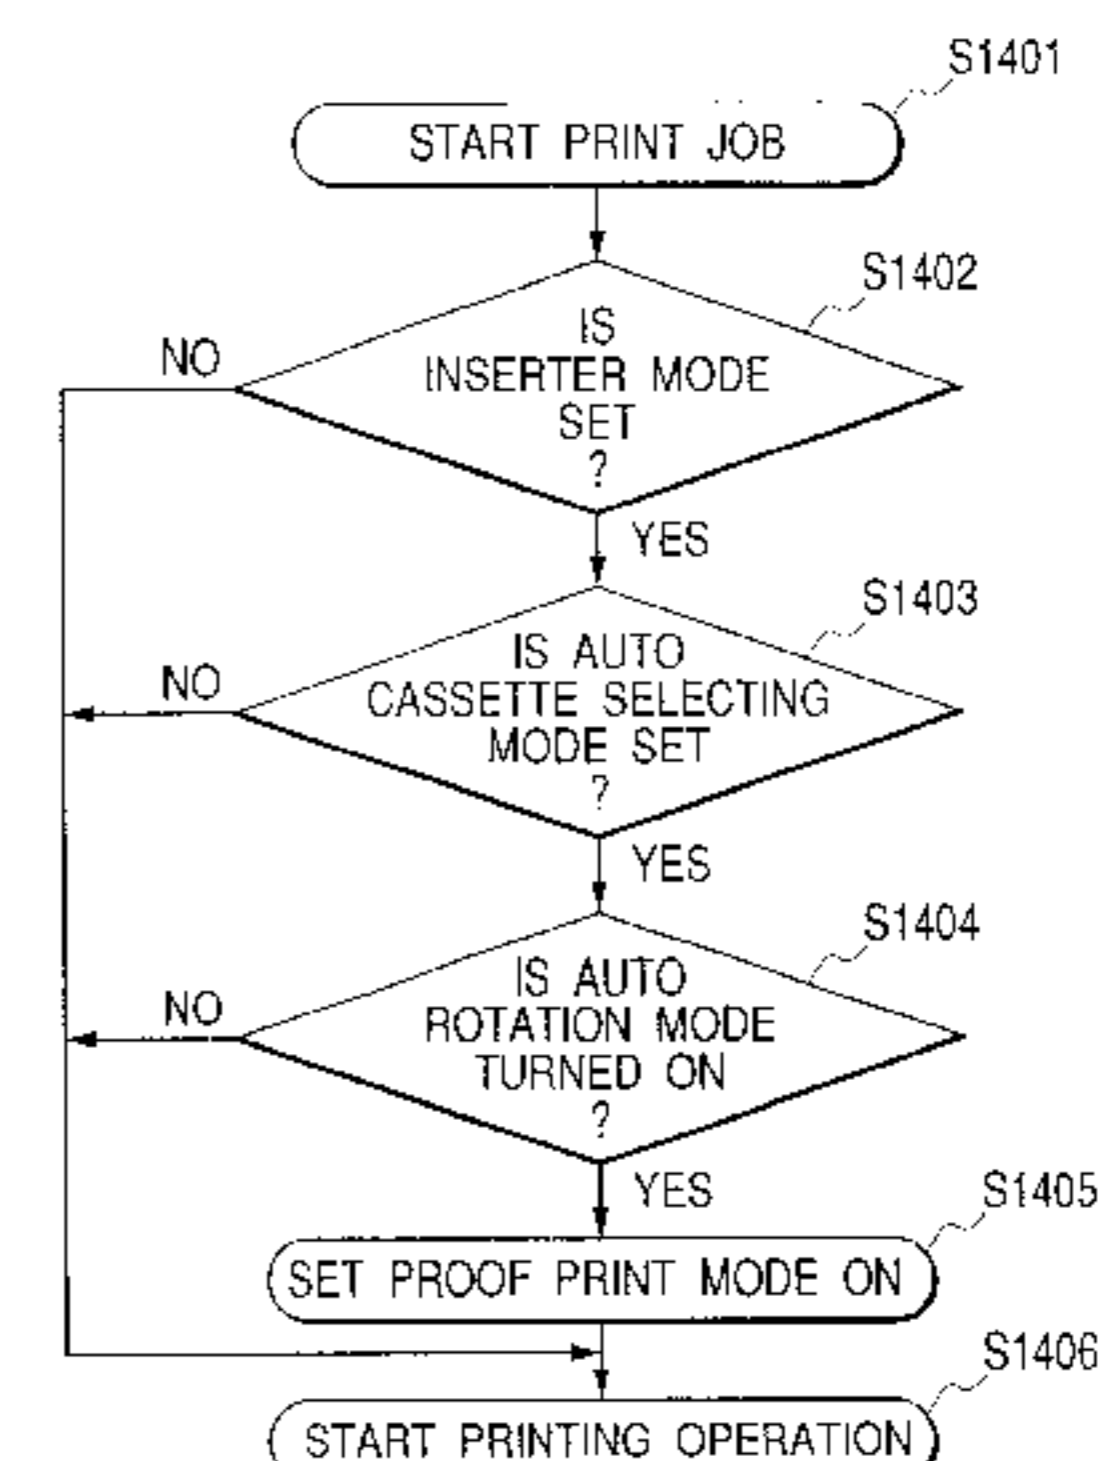 S1401
START PRINT JOB
S1402
IS
INSERTER MODE
SET
?
NO
YES
S1403
IS AUTO
CASSETTE SELECTING
MODE SET
?
NO
YES
S1404
IS AUTO
ROTATION MODE
TURNED ON
?
NO
YES
S1405
SET PROOF PRINT MODE ON
S1406
START PRINTING OPERATION